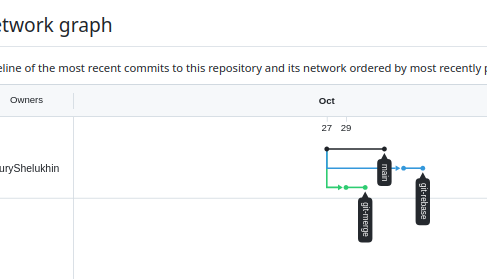 etwork graph
eline of the most recent commits to this repository and its network ordered by most recently p
Owners
Oct
27 29
uryShelukhin
main
git-rebase
git-merge